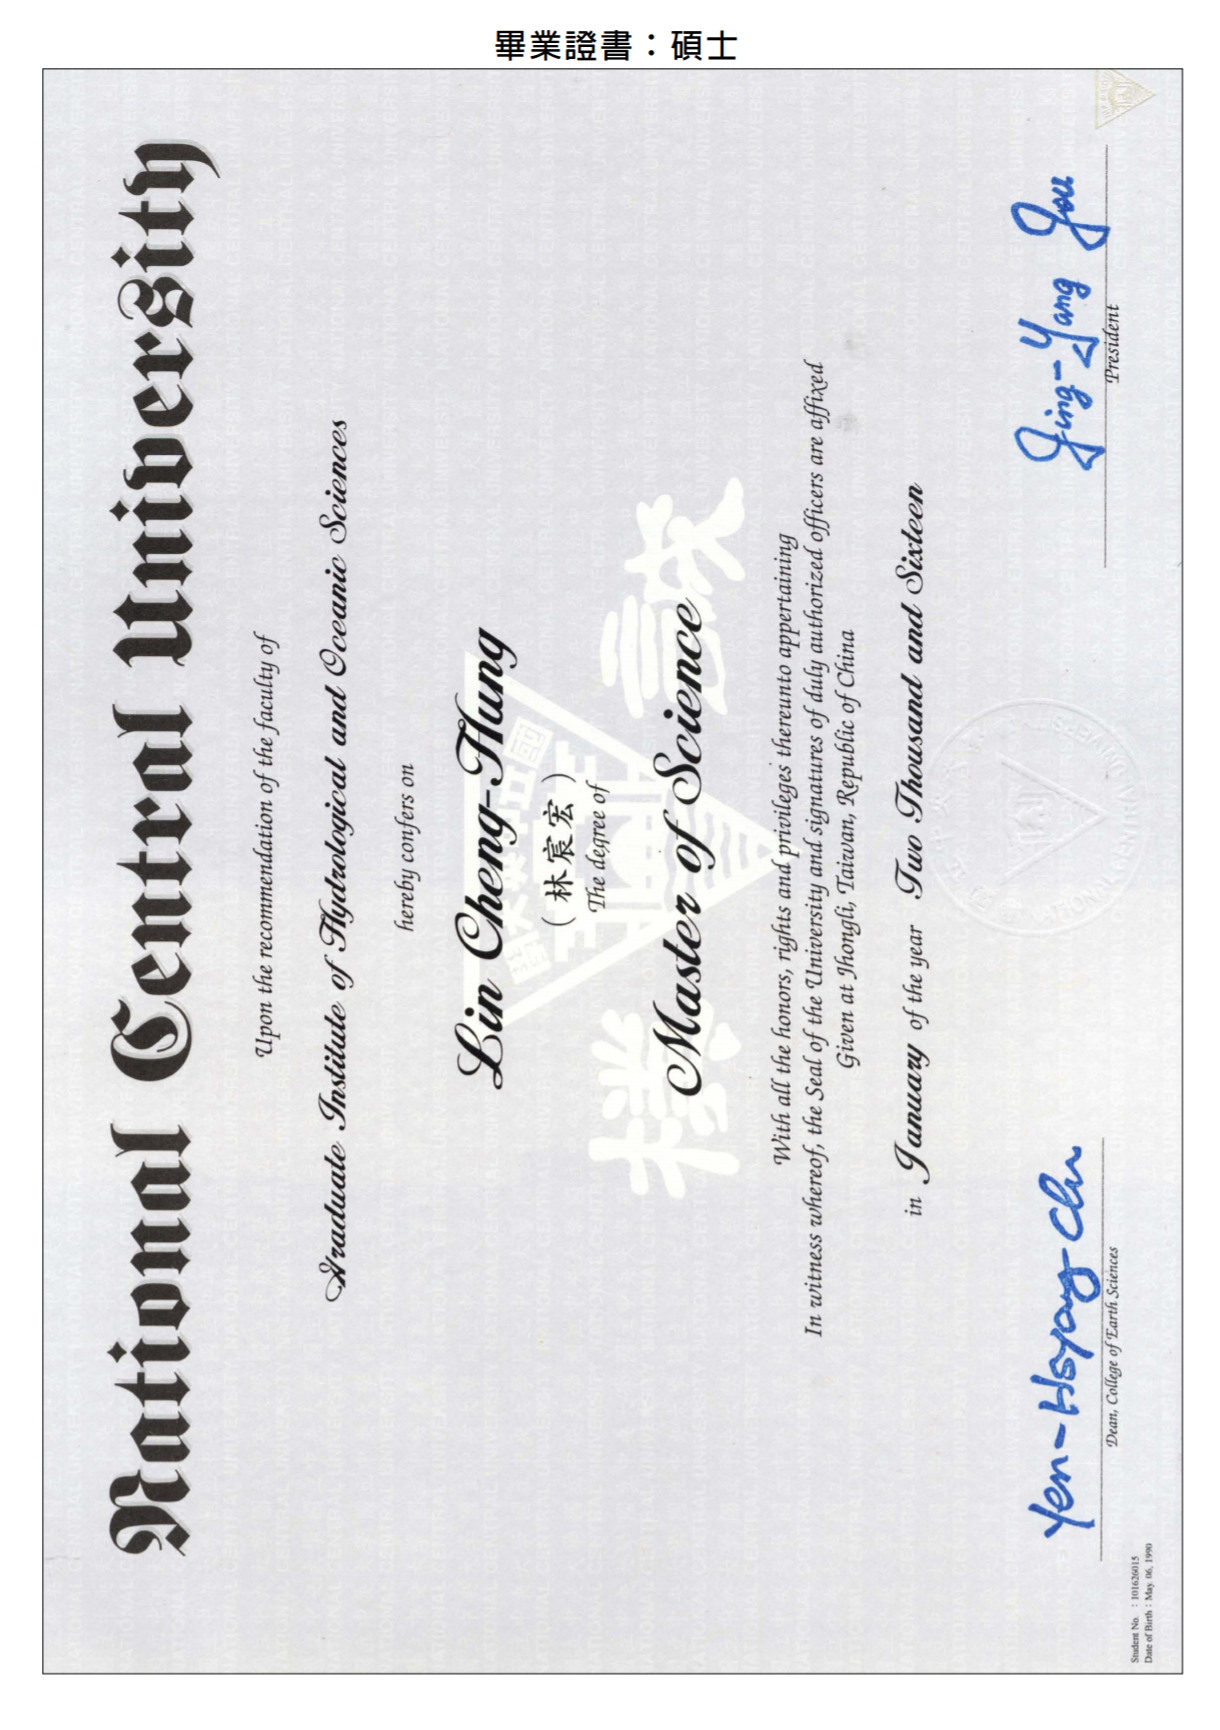 畢業證書：碩士
National Central University
Upon the recommendation of the faculty of
Graduate Institute of Hydrological and Oceanic Sciences
hereby confers on
Lin Cheng-Hung
（林宸宏）
The degree of
Master of Science
With all the honors, rights and privileges thereunto appertaining
In witness whereof, the Seal of the University and signatures of duly authorized officers are affixed
Given at Jhongli, Taiwan, Republic of China
in January of the year Two Thousand and Sixteen
Yen-Hsyang Chu
Dean, College of Earth Sciences
Jing-Yang Jou
President
Student No. : 101626015
Date of Birth : May. 06, 1990